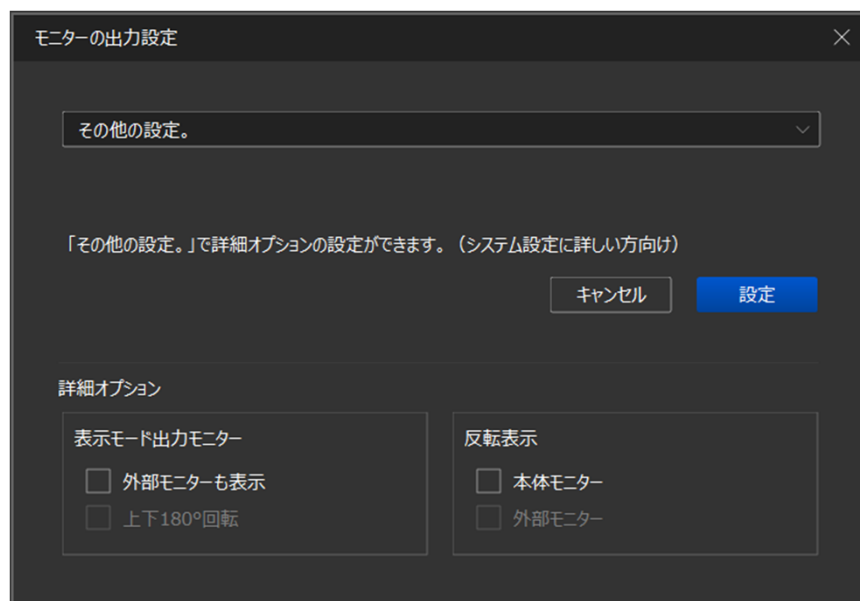 モニターの出力設定
その他の設定。
「その他の設定。」で詳細オプションの設定ができます。（システム設定に詳しい方向け）
キャンセル
設定
詳細オプション
表示モード出力モニター
外部モニターも表示
上下180º回転
反転表示
本体モニター
外部モニター